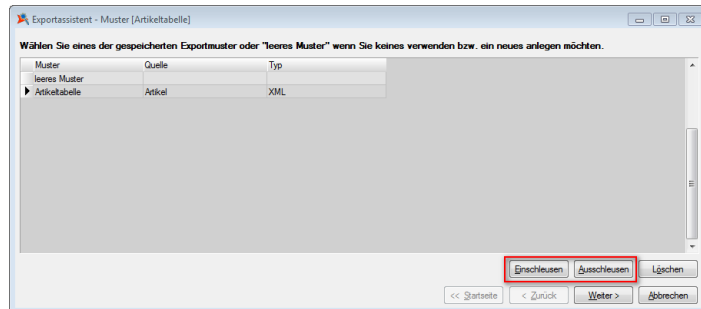 Exportassistent - Muster [Artikeltabelle]
Wählen Sie eines der gespeicherten Exportmuster oder "leeres Muster" wenn Sie keines verwenden bzw. ein neues anlegen möchten.
Muster Quelle Typ
leeres Muster
Artikeltabelle Artikel XML
Einschleusen Ausschleusen Löschen
<< Startseite < Zurück Weiter > Abbrechen